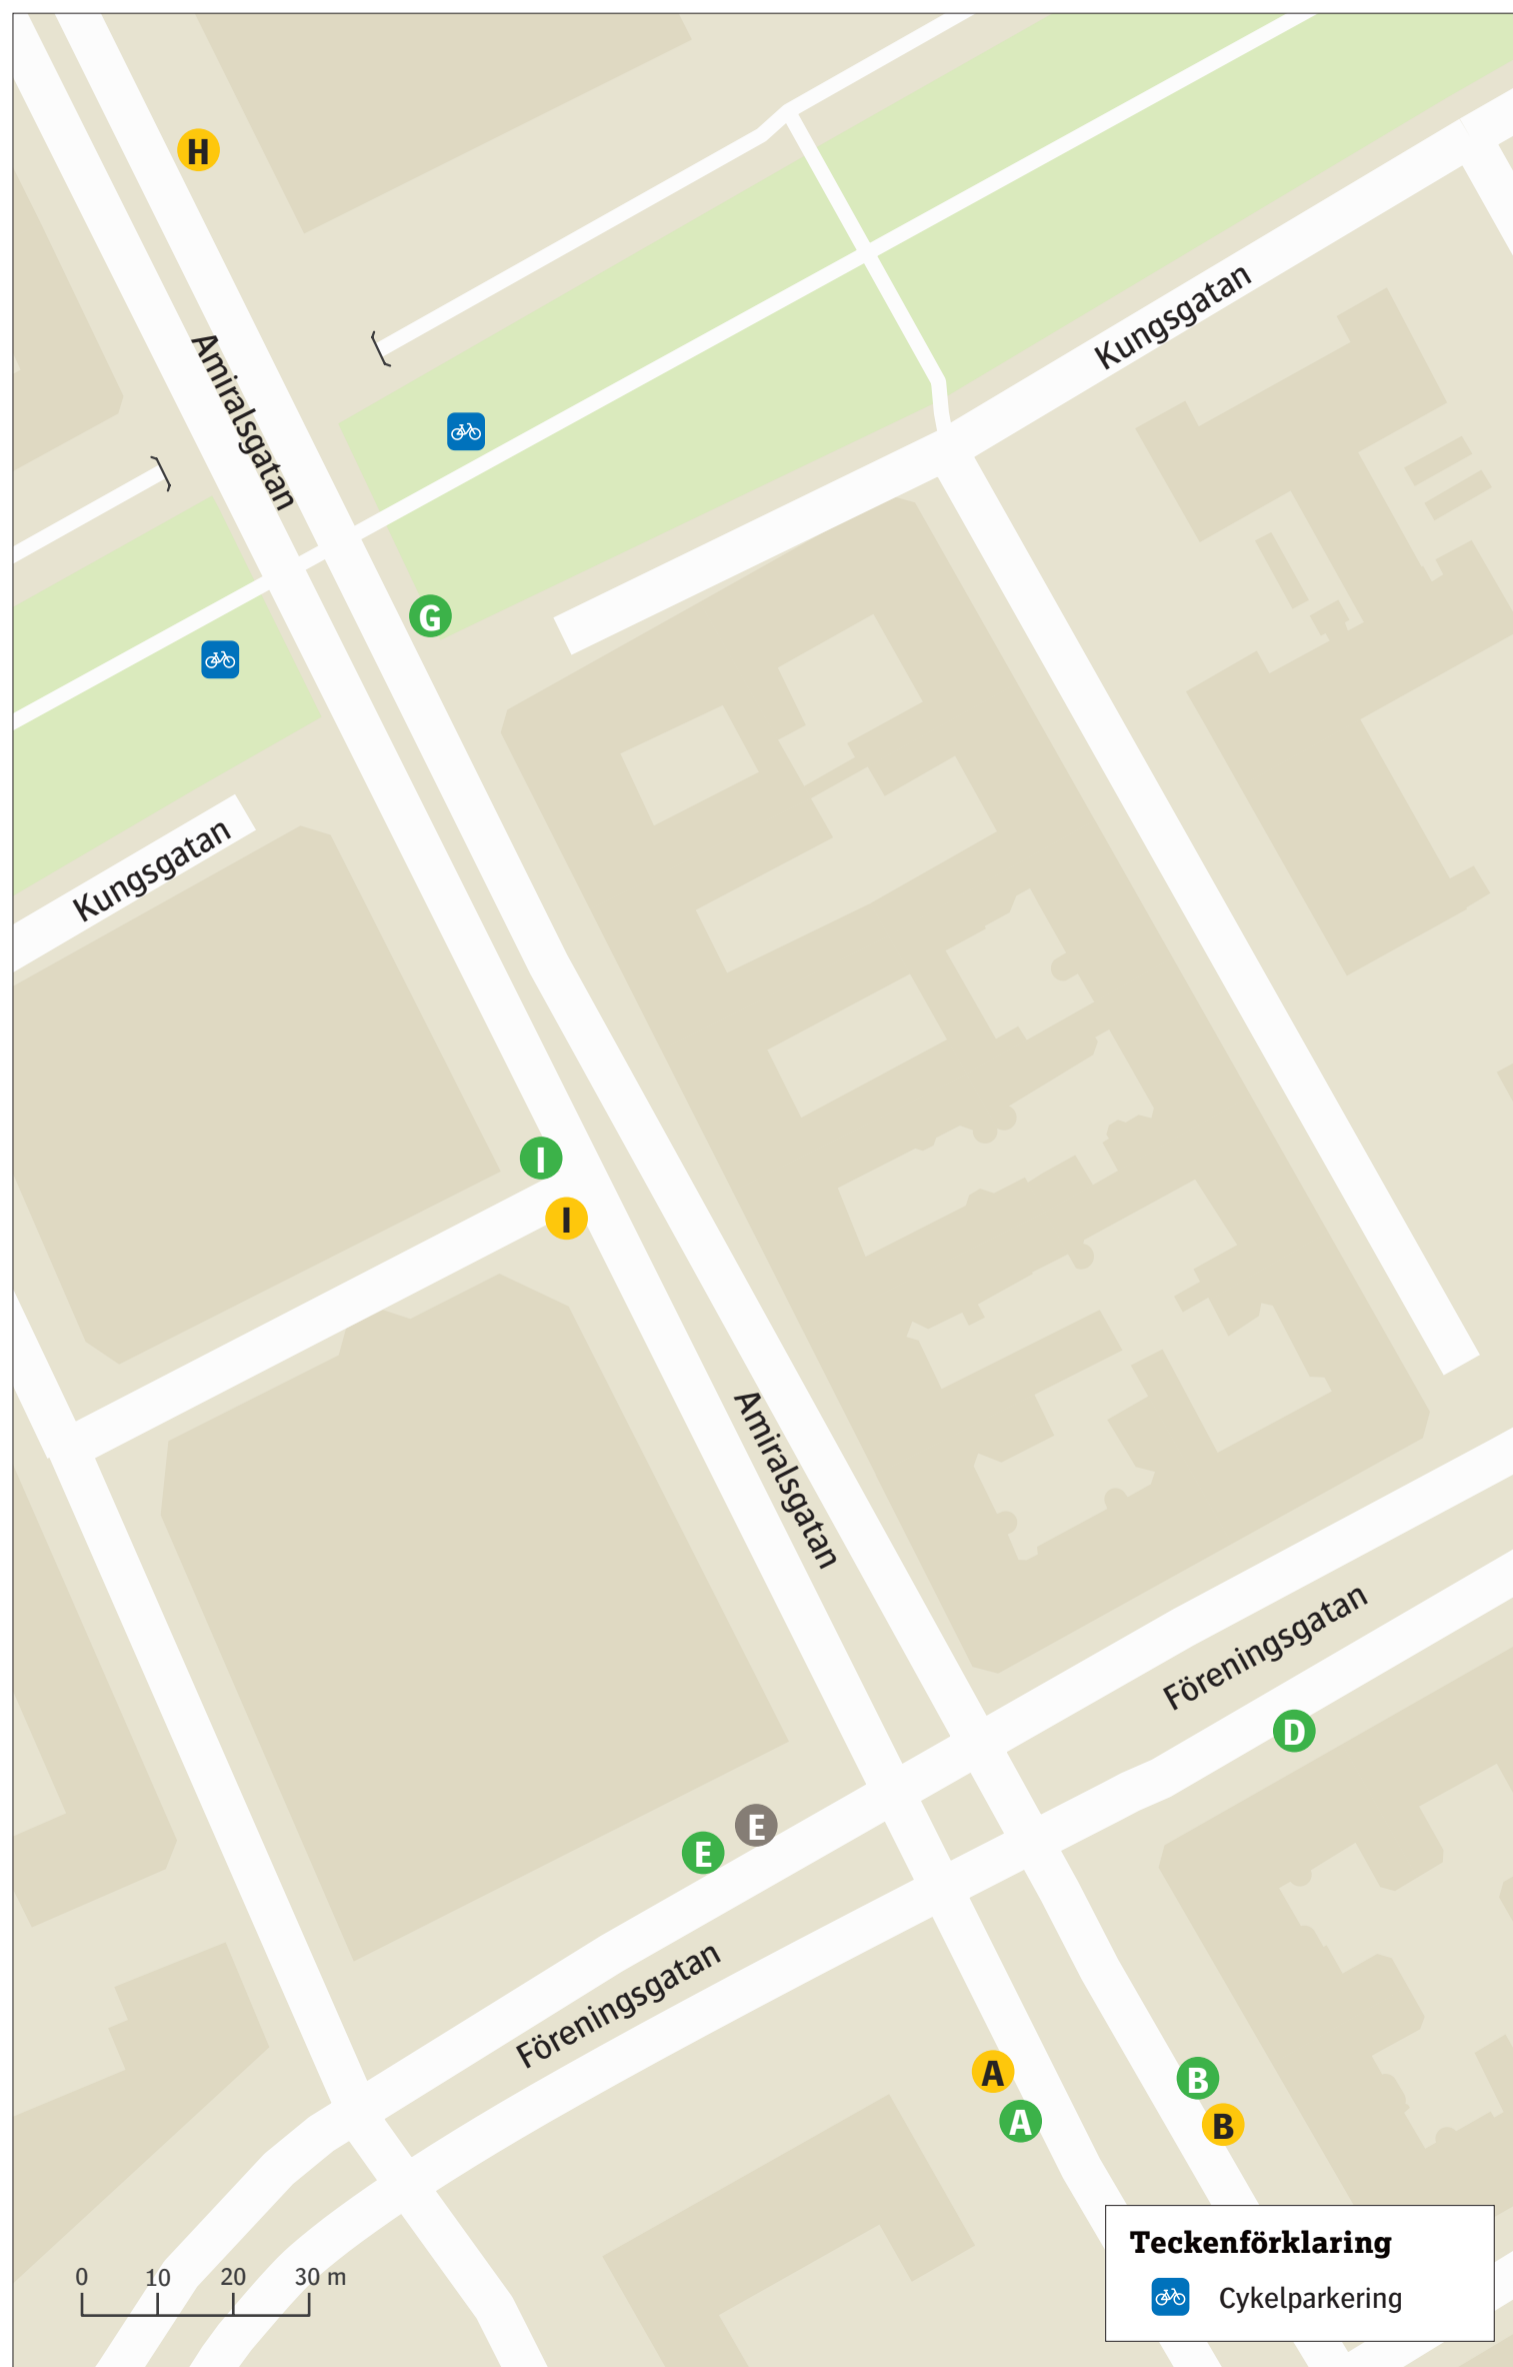 H
Amiralsgatan
Kungsgatan
G
Kungsgatan
I
I
Amiralsgatan
Föreningsgatan
D
E
E
Föreningsgatan
A
B
A
B
Teckenförklaring
Cykelparkering
0 10 20 30 m